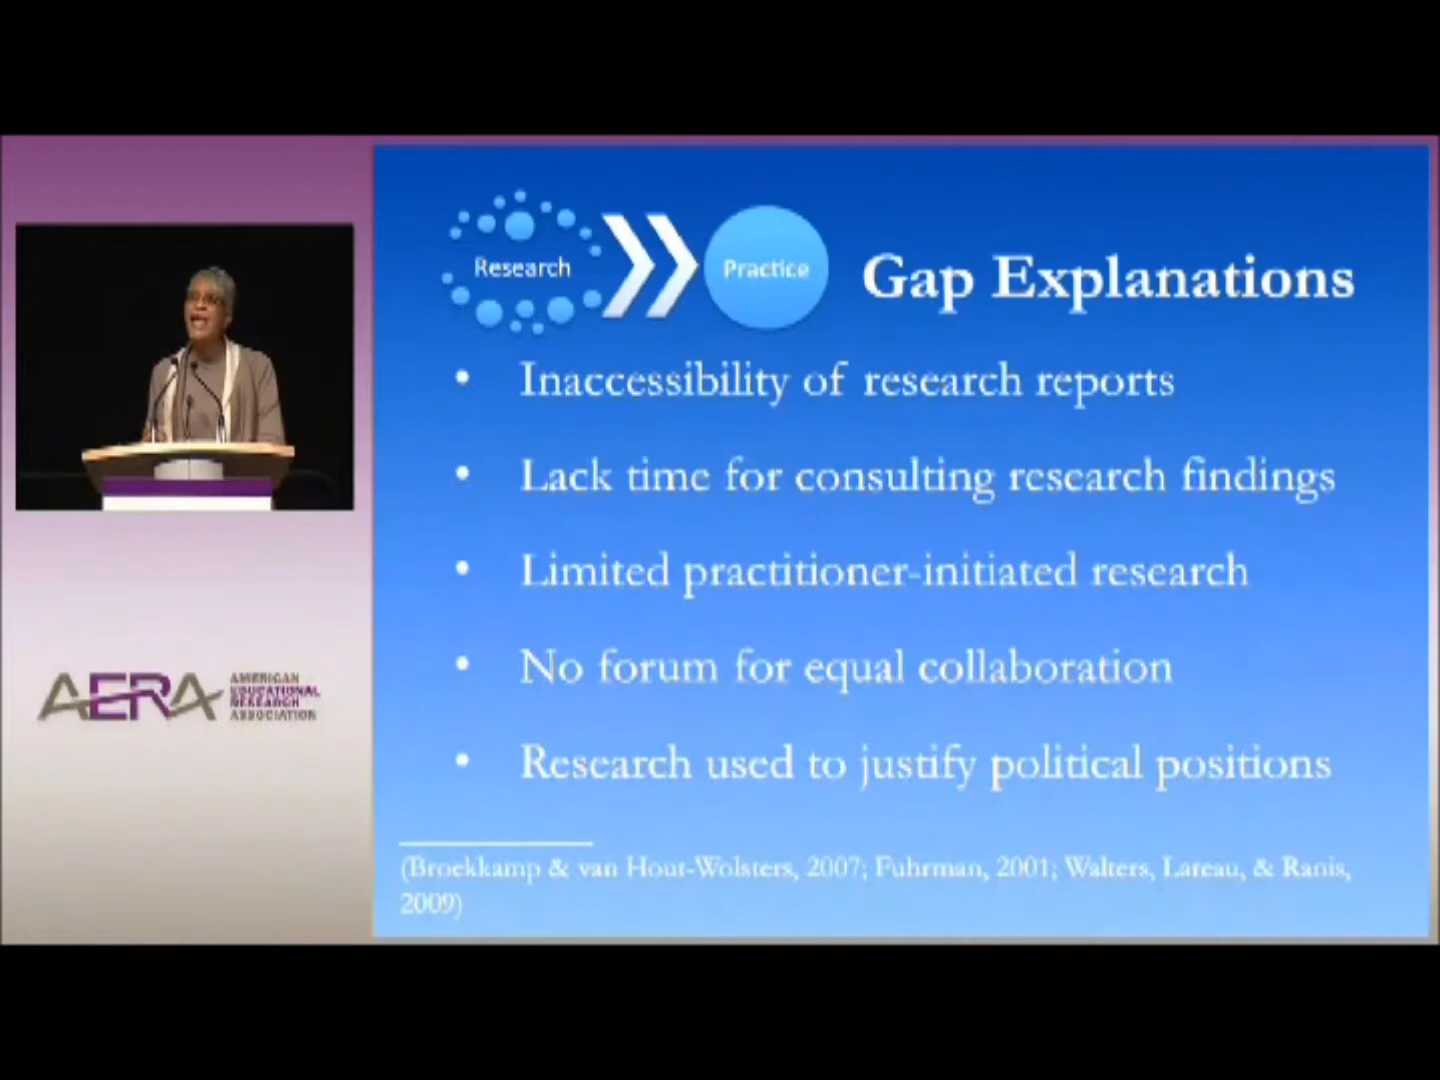 Research
Practice
Gap Explanations
• Inaccessibility of research reports
• Lack time for consulting research findings
• Limited practitioner-initiated research
• No forum for equal collaboration
• Research used to justify political positions
(Broekkamp & van Hout-Wolsters, 2007; Fuhrman, 2001; Walters, Lareau, & Ranis,
2009)
AERA
AMERICAN
EDUCATIONAL
RESEARCH
ASSOCIATION